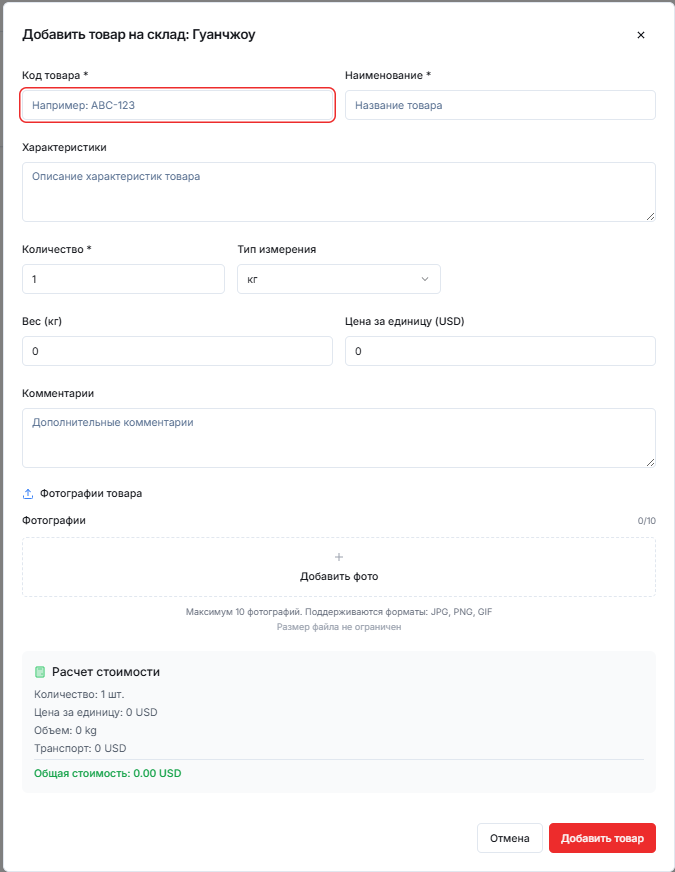 Добавить товар на склад: Гуанчжоу
Код товара * Наименование *
Например: ABC-123 Название товара
Характеристики
Описание характеристик товара
Количество * Тип измерения
1 кг
Вес (кг) Цена за единицу (USD)
0 0
Комментарии
Дополнительные комментарии
Фотографии товара
Фотографии 0/10
Добавить фото
Максимум 10 фотографий. Поддерживаются форматы: JPG, PNG, GIF
Размер файла не ограничен
Расчет стоимости
Количество: 1 шт.
Цена за единицу: 0 USD
Объем: 0 kg
Транспорт: 0 USD
Общая стоимость: 0.00 USD
Отмена Добавить товар